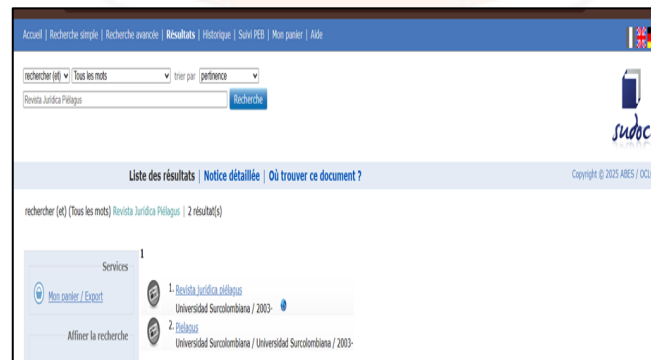 Accueil | Recherche simple | Recherche avancée | Résultats | Historique | Suivi PEB | Mon panier | Aide
rechercher (et) Tous les mots trier par pertinence
Revista Jurídica Piélagus Recherche
sudoc
Liste des résultats | Notice détaillée | Où trouver ce document ? Copyright © 2025 ABES / OCL
rechercher (et) (Tous les mots) Revista Jurídica Piélagus | 2 résultat(s)
1
Services
Mon panier / Export
1. Revista jurídica piélagus
Universidad Surcolombiana / 2003-
Affiner la recherche
2. Pielagus
Universidad Surcolombiana / Universidad Surcolombiana / 2003-